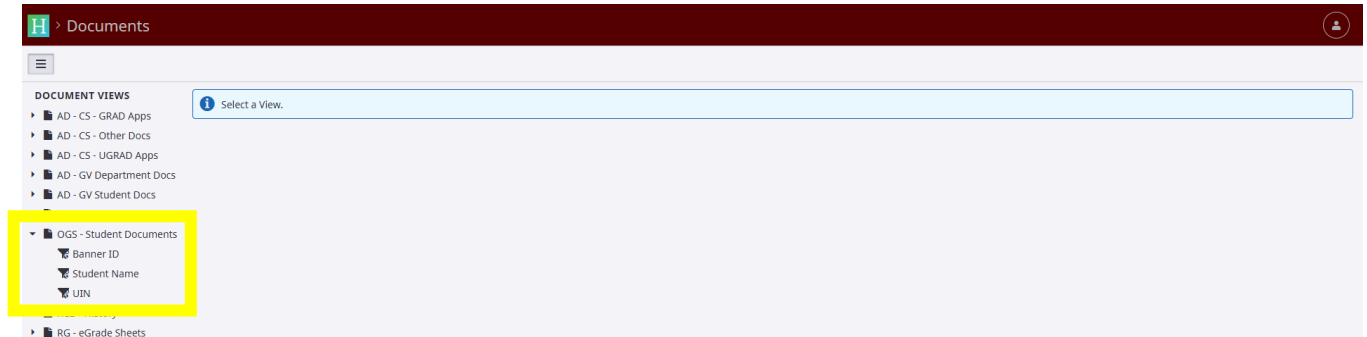 H > Documents
DOCUMENT VIEWS
Select a View.
AD - CS - GRAD Apps
AD - CS - Other Docs
AD - CS - UGRAD Apps
AD - GV Department Docs
AD - GV Student Docs
OGS - Student Documents
Banner ID
Student Name
UIN
RG - eGrade Sheets